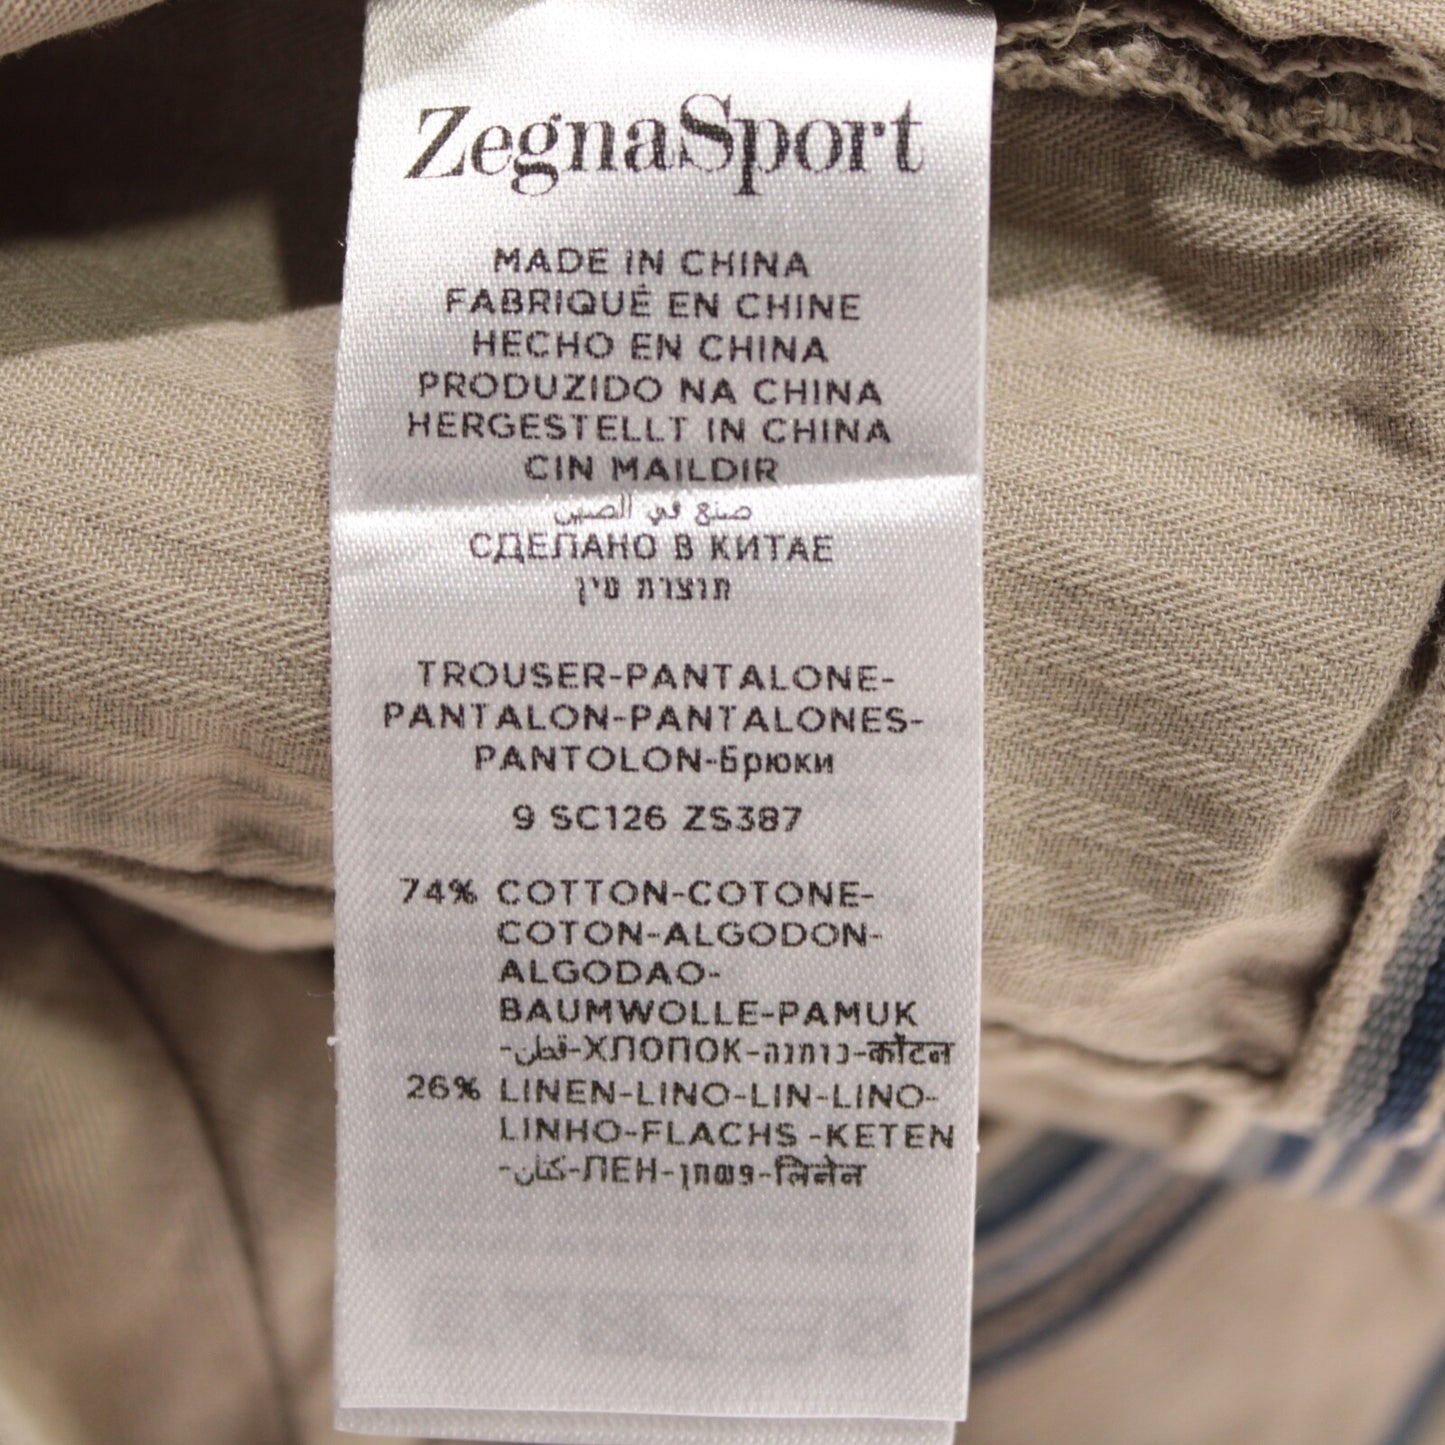 ZegnaSport
MADE IN CHINA
FABRIQUÉ EN CHINE
HECHO EN CHINA
PRODUZIDO NA CHINA
HERGESTELLT IN CHINA
CIN MAILDIR
صنع في الصين
СДЕЛАНО В КИТАЕ
תוצרת סין
TROUSER-PANTALONE-
PANTALON-PANTALONES-
PANTOLON-Брюки
9 SC126 ZS387
74% COTTON-COTONE-
COTON-ALGODON-
ALGODAO-
BAUMWOLLE-PAMUK
-قطن-ХЛОПОК-כותנה-कॉटन
26% LINEN-LINO-LIN-LINO-
LINHO-FLACHS -KETEN
-كتان-ЛЕН-פשתן-लिनेन